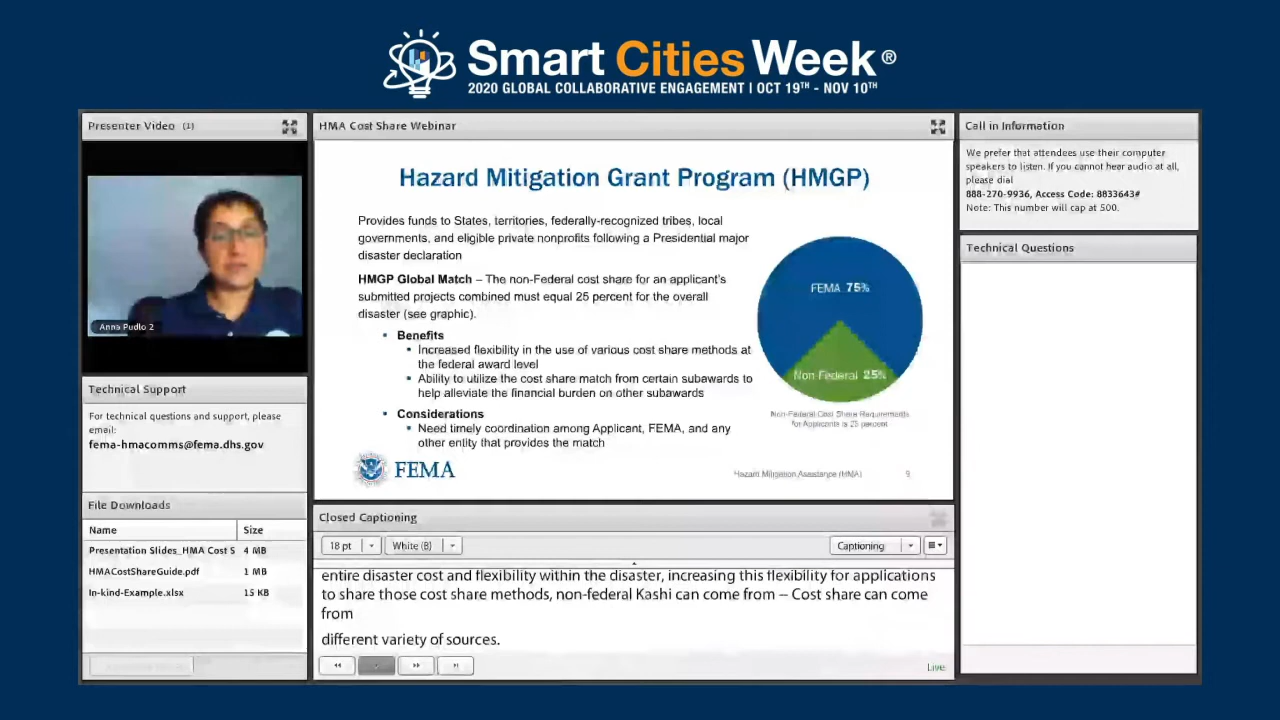 Smart Cities Week®
2020 GLOBAL COLLABORATIVE ENGAGEMENT | OCT 19TH - NOV 10TH
Presenter Video (1)
Anna Pudlo 2
Technical Support
For technical questions and support, please
email:
fema-hmacomms@fema.dhs.gov
File Downloads
Name Size
Presentation Slides_HMA Cost S 4 MB
HMACostShareGuide.pdf 1 MB
In-kind-Example.xlsx 15 KB
HMA Cost Share Webinar
Hazard Mitigation Grant Program (HMGP)
Provides funds to States, territories, federally-recognized tribes, local
governments, and eligible private nonprofits following a Presidential major
disaster declaration
HMGP Global Match – The non-Federal cost share for an applicant's
submitted projects combined must equal 25 percent for the overall
disaster (see graphic).
Benefits
Increased flexibility in the use of various cost share methods at
the federal award level
Ability to utilize the cost share match from certain subawards to
help alleviate the financial burden on other subawards
Considerations
Need timely coordination among Applicant, FEMA, and any
other entity that provides the match
FEMA 75%
Non-Federal 25%
Non-Federal Cost Share Requirements
for Applicants is 25 percent
FEMA
Hazard Mitigation Assistance (HMA) 9
Closed Captioning
18 pt White (B) Captioning
entire disaster cost and flexibility within the disaster, increasing this flexibility for applications
to share those cost share methods, non-federal Kashi can come from -- Cost share can come
from
different variety of sources.
Live
Call in Information
We prefer that attendees use their computer
speakers to listen. If you cannot hear audio at all,
please dial
888-270-9936, Access Code: 8833643#
Note: This number will cap at 500.
Technical Questions